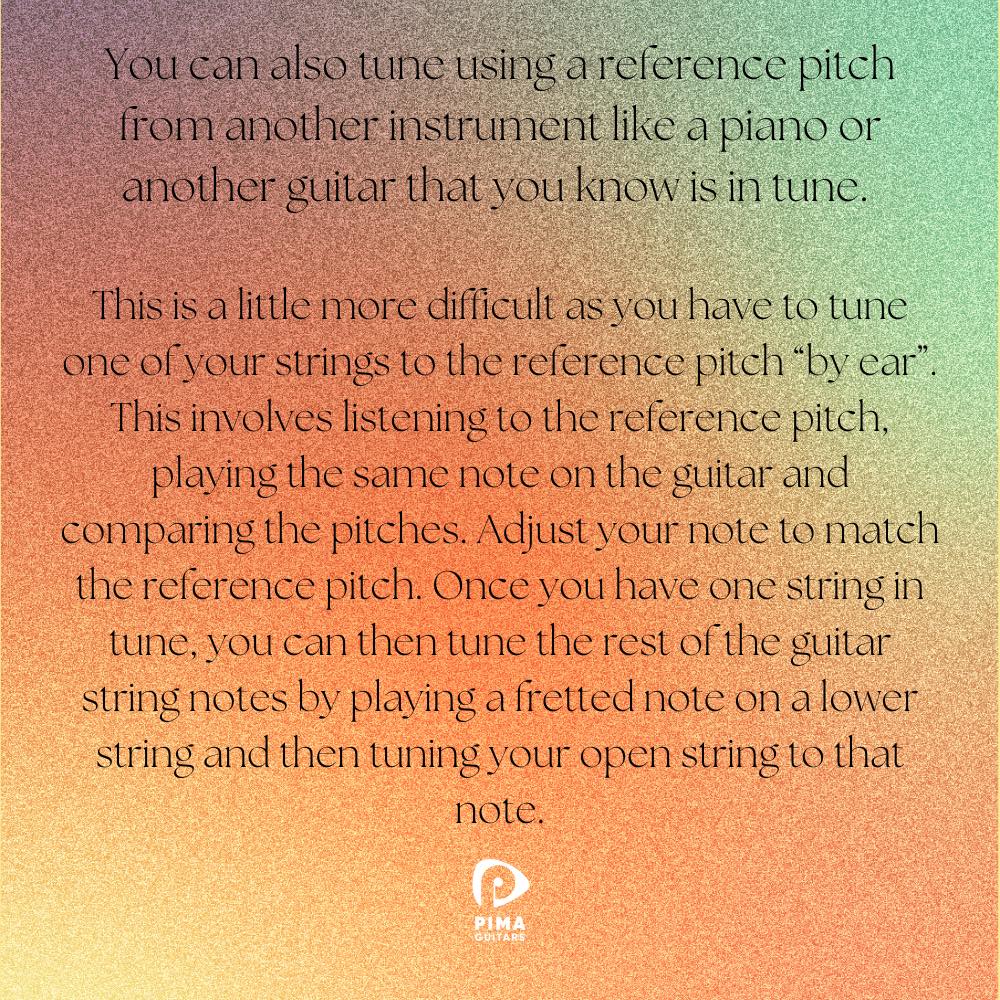 You can also tune using a reference pitch
from another instrument like a piano or
another guitar that you know is in tune.
This is a little more difficult as you have to tune
one of your strings to the reference pitch “by ear”.
This involves listening to the reference pitch,
playing the same note on the guitar and
comparing the pitches. Adjust your note to match
the reference pitch. Once you have one string in
tune, you can then tune the rest of the guitar
string notes by playing a fretted note on a lower
string and then tuning your open string to that
note.
PIMA
GUITARS